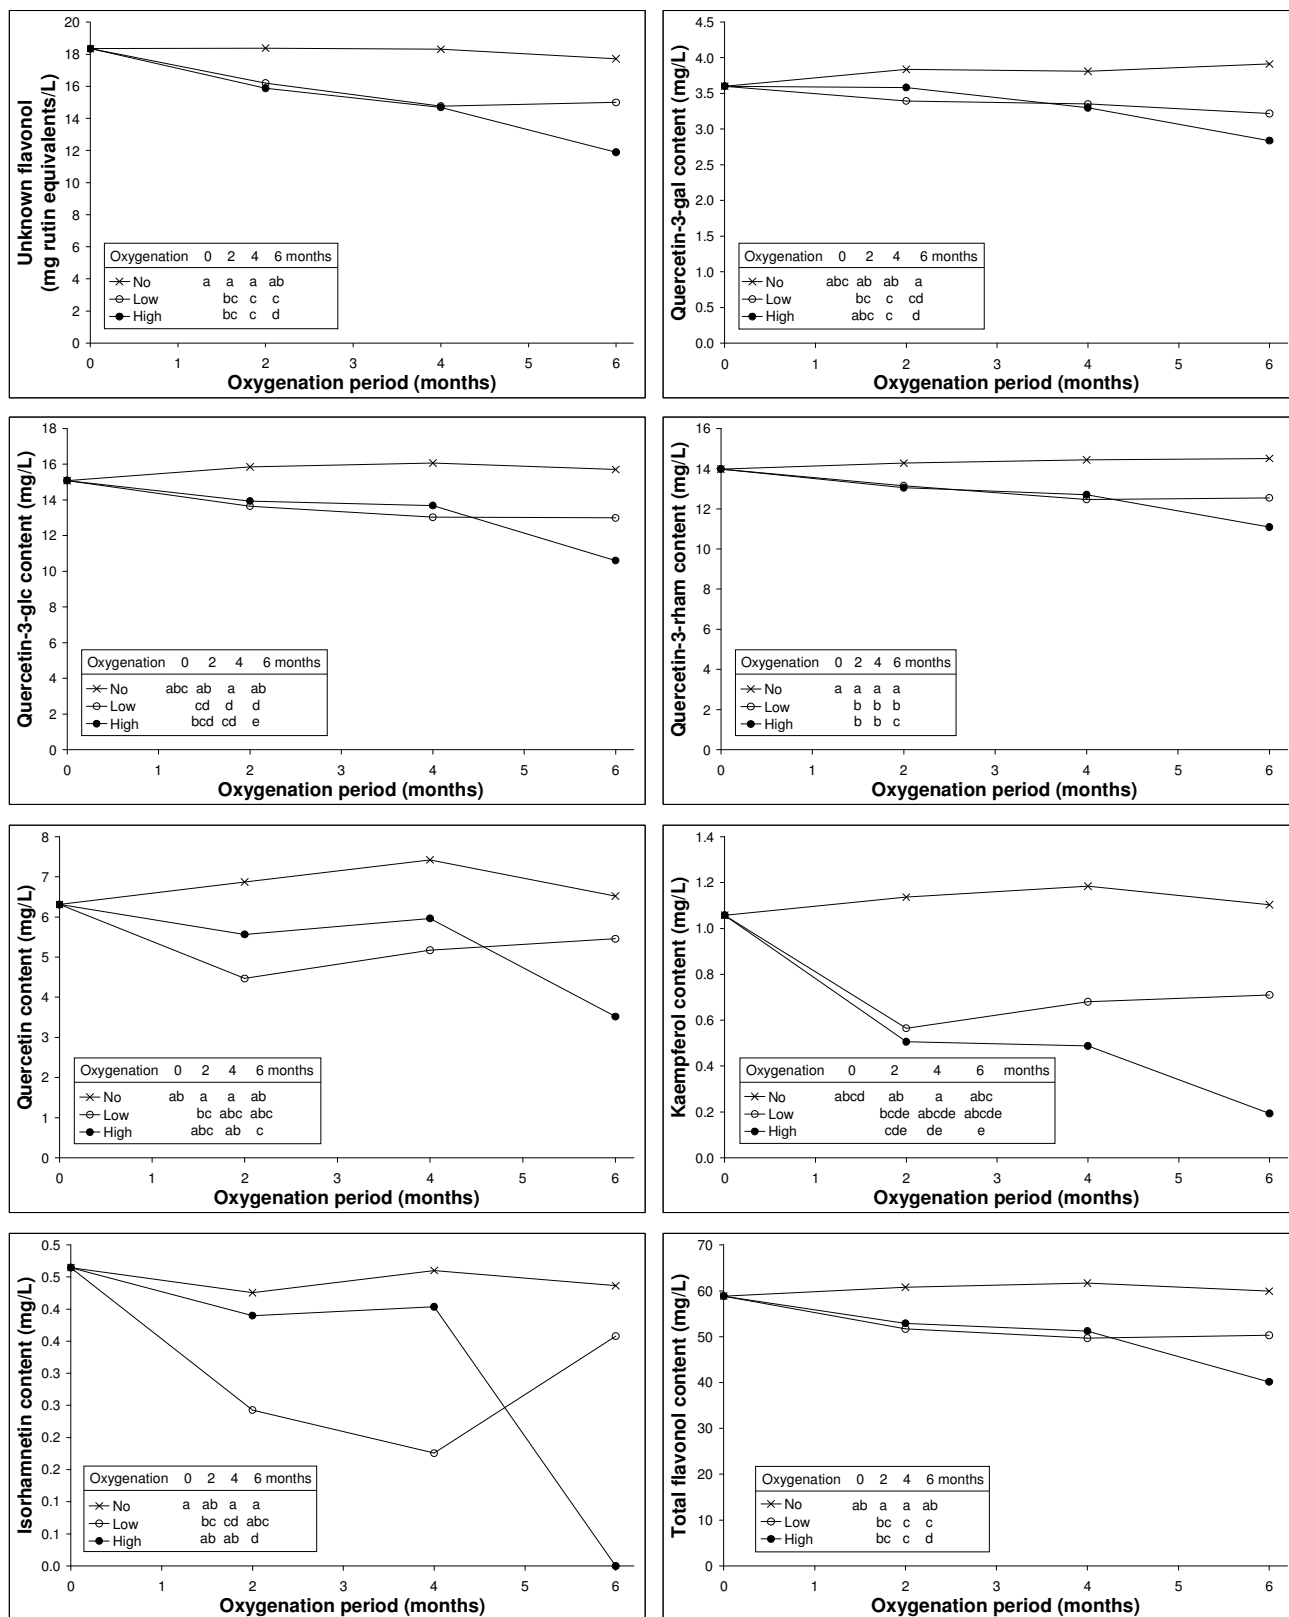 Unknown flavonol
(mg rutin equivalents/L)
20
18
16
14
12
10
8
6
4
2
0
Oxygenation 0 2 4 6 months
No a a a ab
Low bc c c
High bc c d
0 1 2 3 4 5 6
Oxygenation period (months)
Quercetin-3-gal content (mg/L)
4.5
4.0
3.5
3.0
2.5
2.0
1.5
1.0
0.5
0.0
Oxygenation 0 2 4 6 months
No abc ab ab a
Low bc c cd
High abc c d
0 1 2 3 4 5 6
Oxygenation period (months)
Quercetin-3-glc content (mg/L)
18
16
14
12
10
8
6
4
2
0
Oxygenation 0 2 4 6 months
No abc ab a ab
Low cd d d
High bcd cd e
0 1 2 3 4 5 6
Oxygenation period (months)
Quercetin-3-rham content (mg/L)
16
14
12
10
8
6
4
2
0
Oxygenation 0 2 4 6 months
No a a a a
Low b b b
High b b c
0 1 2 3 4 5 6
Oxygenation period (months)
Quercetin content (mg/L)
8
7
6
5
4
3
2
1
0
Oxygenation 0 2 4 6 months
No ab a a ab
Low bc abc abc
High abc ab c
0 1 2 3 4 5 6
Oxygenation period (months)
Kaempferol content (mg/L)
1.4
1.2
1.0
0.8
0.6
0.4
0.2
0.0
Oxygenation 0 2 4 6 months
No abcd ab a abc
Low bcde abcde abcde
High cde de e
0 1 2 3 4 5 6
Oxygenation period (months)
Isorhamnetin content (mg/L)
0.5
0.5
0.4
0.4
0.3
0.3
0.2
0.2
0.1
0.1
0.0
Oxygenation 0 2 4 6 months
No a ab a a
Low bc cd abc
High ab ab d
0 1 2 3 4 5 6
Oxygenation period (months)
Total flavonol content (mg/L)
70
60
50
40
30
20
10
0
Oxygenation 0 2 4 6 months
No ab a a ab
Low bc c c
High bc c d
0 1 2 3 4 5 6
Oxygenation period (months)